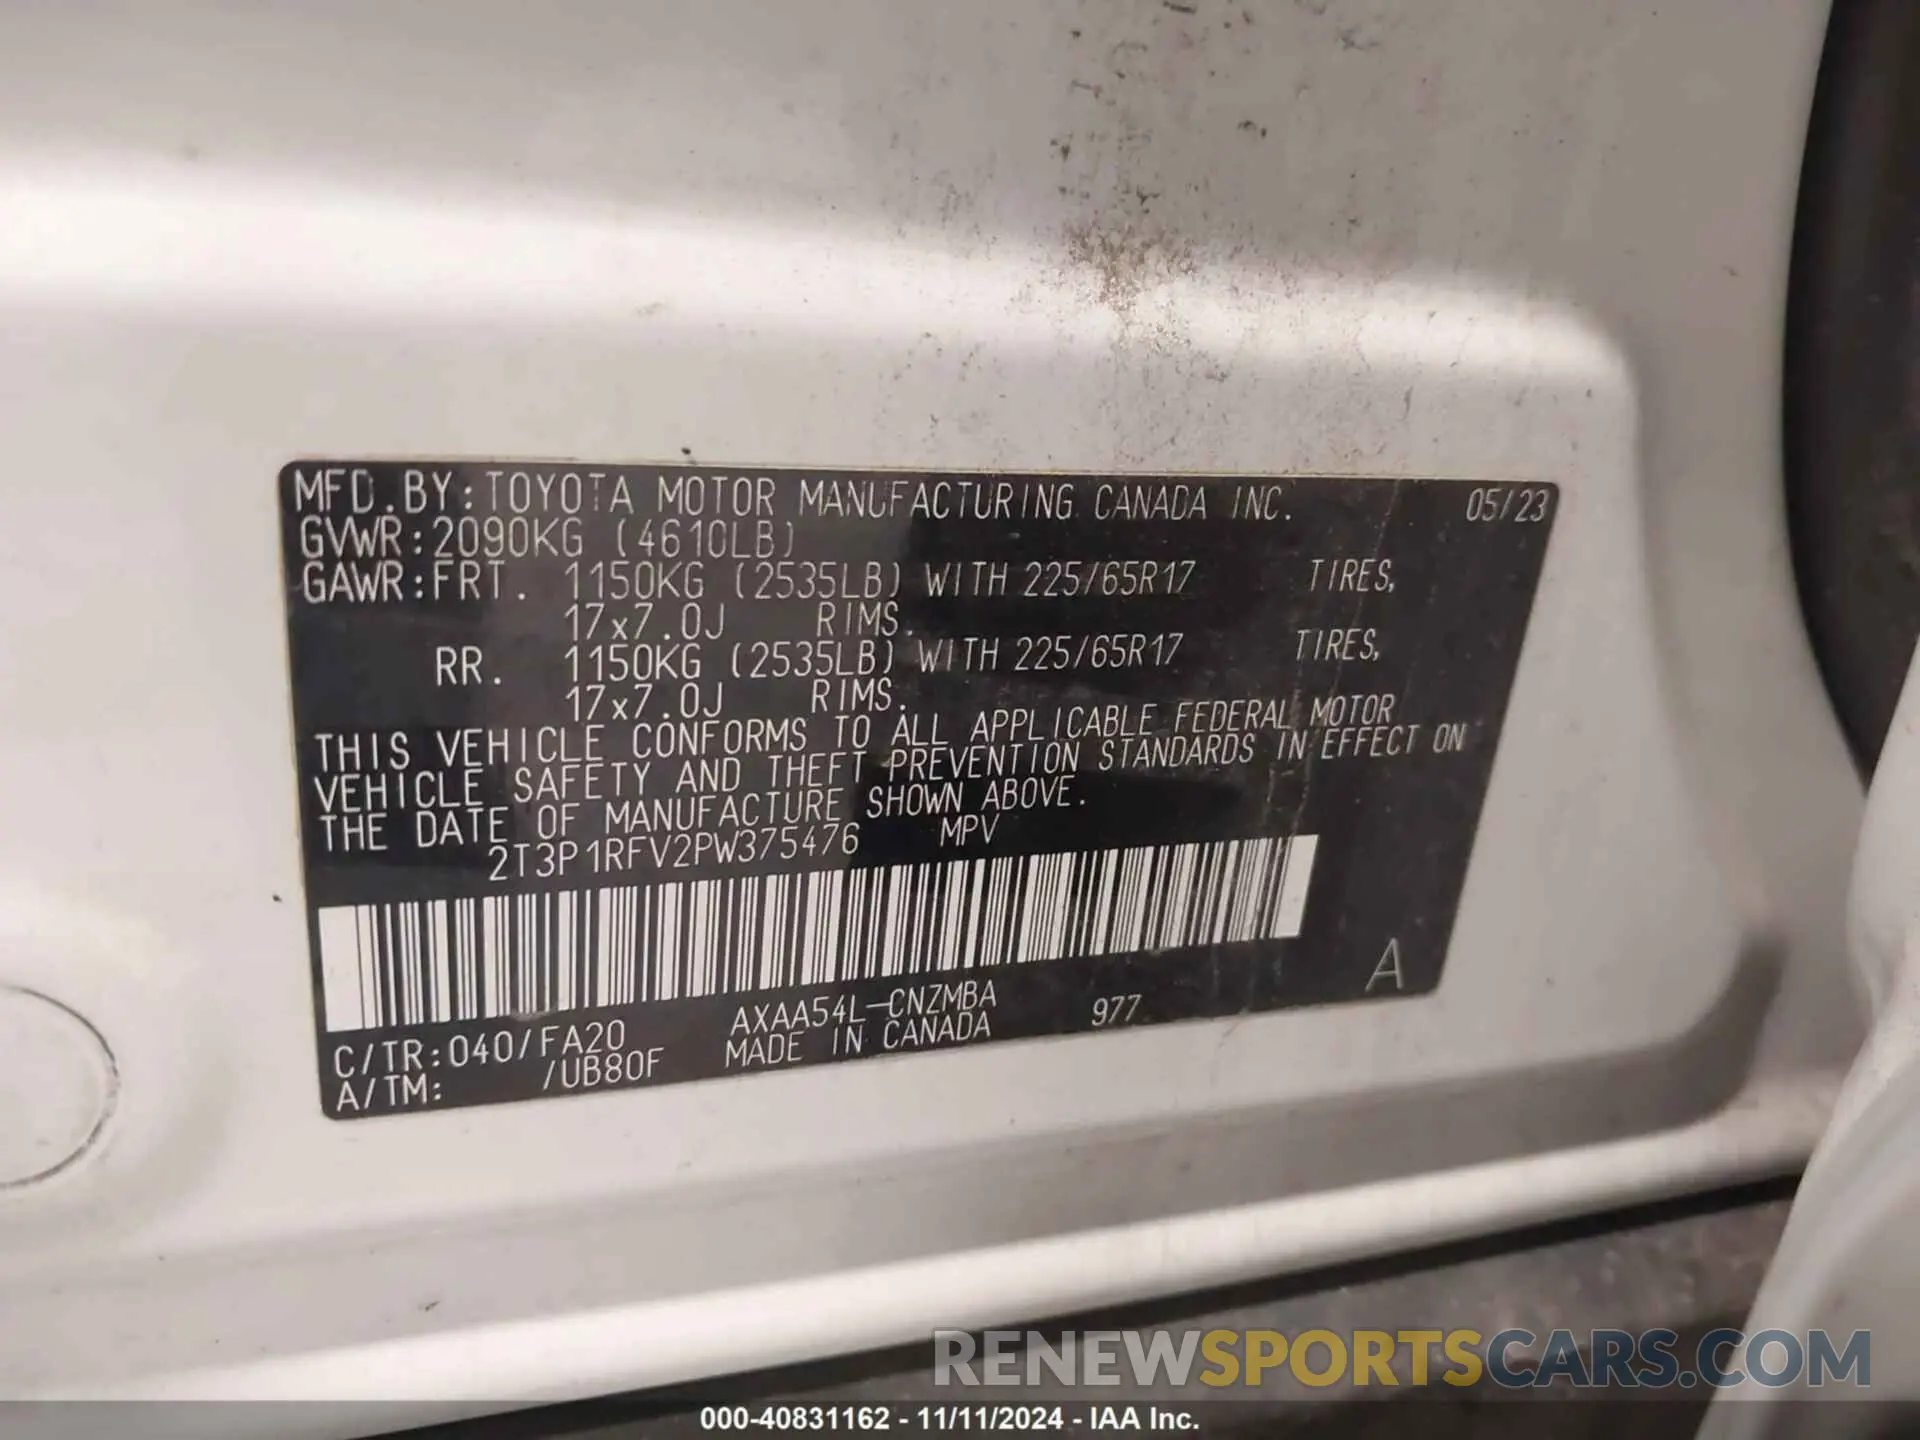 MFD.BY:TOYOTA MOTOR MANUFACTURING CANADA INC. 05/23
GVWR:2090KG (4610LB)
GAWR:FRT. 1150KG (2535LB) WITH 225/65R17 TIRES,
17x7.0J RIMS.
RR. 1150KG (2535LB) WITH 225/65R17 TIRES,
17x7.0J RIMS.
THIS VEHICLE CONFORMS TO ALL APPLICABLE FEDERAL MOTOR
VEHICLE SAFETY AND THEFT PREVENTION STANDARDS IN EFFECT ON
THE DATE OF MANUFACTURE SHOWN ABOVE.
2T3P1RFV2PW375476 MPV
A
AXAA54L-CNZMBA 977
C/TR:040/FA20 MADE IN CANADA
A/TM: /UB80F
RENEWSPORTSCARS.COM
000-40831162 - 11/11/2024 - IAA Inc.